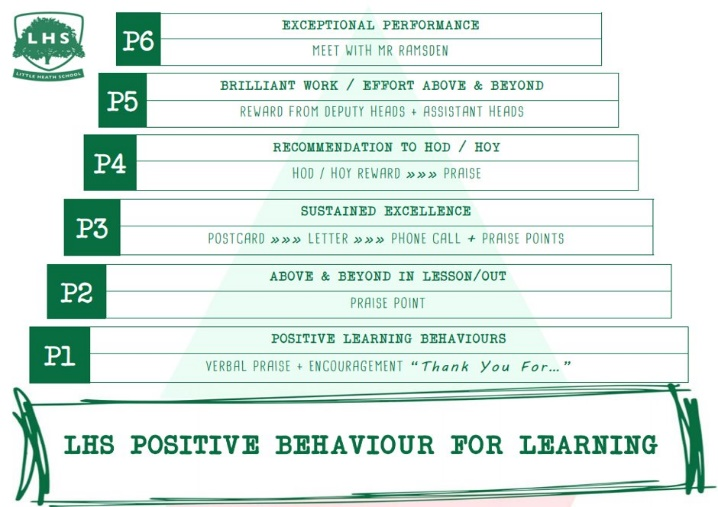 LHS
LITTLE HEATH SCHOOL
P6
EXCEPTIONAL PERFORMANCE
MEET WITH MR RAMSDEN
P5
BRILLIANT WORK / EFFORT ABOVE & BEYOND
REWARD FROM DEPUTY HEADS + ASSISTANT HEADS
P4
RECOMMENDATION TO HOD / HOY
HOD / HOY REWARD »»» PRAISE
P3
SUSTAINED EXCELLENCE
POSTCARD »»» LETTER »»» PHONE CALL + PRAISE POINTS
P2
ABOVE & BEYOND IN LESSON/OUT
PRAISE POINT
P1
POSITIVE LEARNING BEHAVIOURS
VERBAL PRAISE + ENCOURAGEMENT “Thank You For…”
LHS POSITIVE BEHAVIOUR FOR LEARNING